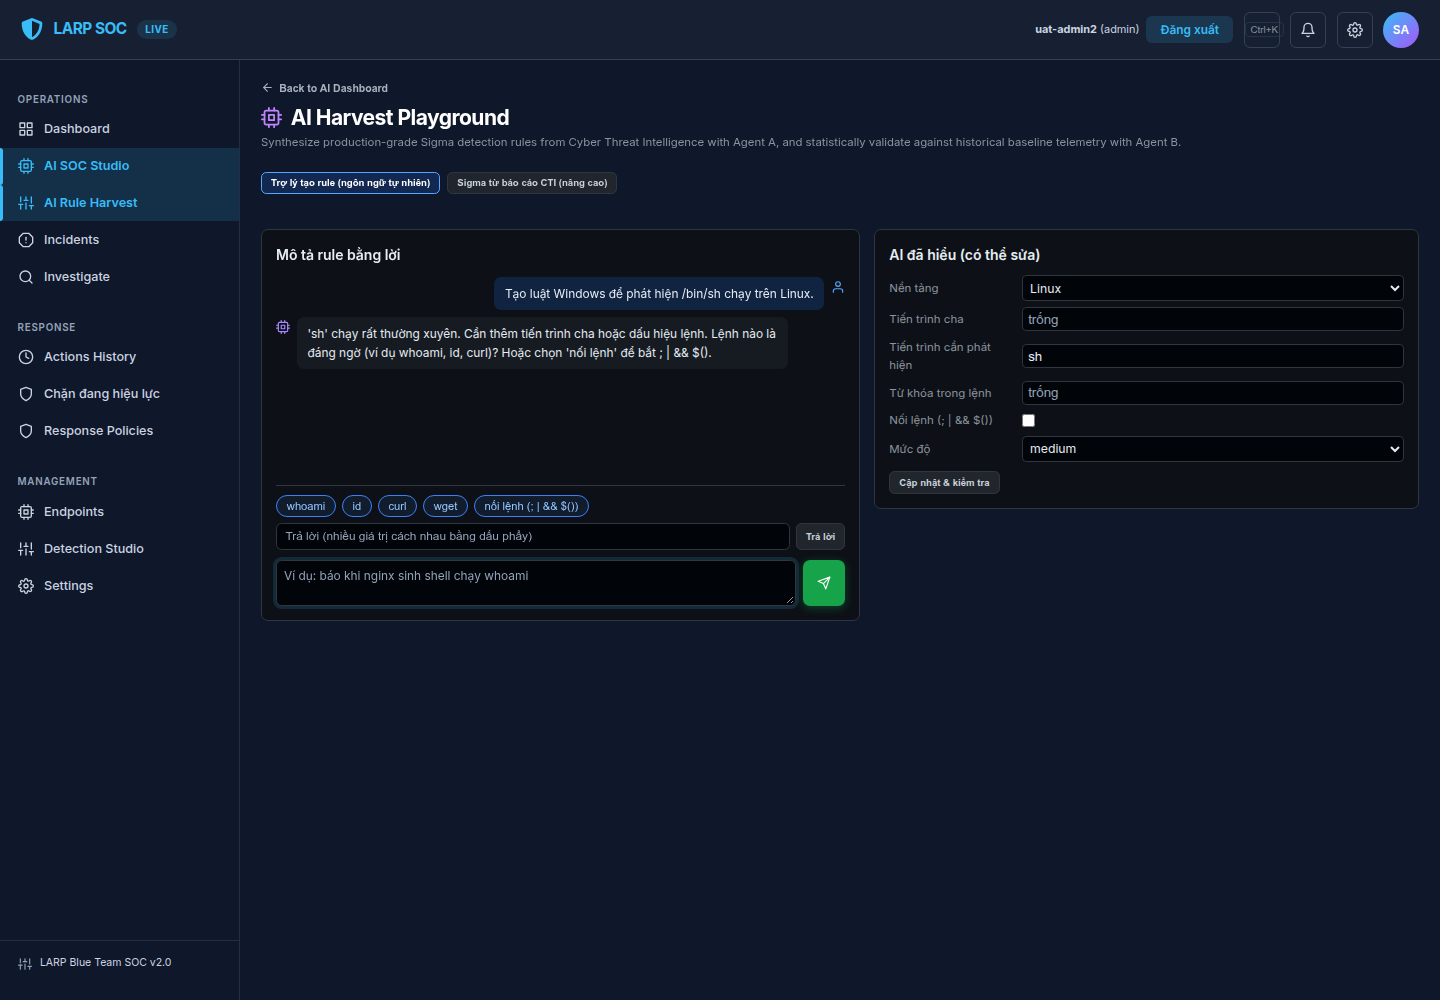 LARP SOC
LIVE
uat-admin2 (admin)
Đăng xuất
Ctrl+K
SA
OPERATIONS
Dashboard
AI SOC Studio
AI Rule Harvest
Incidents
Investigate
RESPONSE
Actions History
Chặn đang hiệu lực
Response Policies
MANAGEMENT
Endpoints
Detection Studio
Settings
LARP Blue Team SOC v2.0
Back to AI Dashboard
AI Harvest Playground
Synthesize production-grade Sigma detection rules from Cyber Threat Intelligence with Agent A, and statistically validate against historical baseline telemetry with Agent B.
Trợ lý tạo rule (ngôn ngữ tự nhiên)
Sigma từ báo cáo CTI (nâng cao)
Mô tả rule bằng lời
Tạo luật Windows để phát hiện /bin/sh chạy trên Linux.
'sh' chạy rất thường xuyên. Cần thêm tiến trình cha hoặc dấu hiệu lệnh. Lệnh nào là
đáng ngờ (ví dụ whoami, id, curl)? Hoặc chọn 'nối lệnh' để bắt ; | && $().
whoami
id
curl
wget
nối lệnh (; | && $())
Trả lời (nhiều giá trị cách nhau bằng dấu phẩy)
Trả lời
Ví dụ: báo khi nginx sinh shell chạy whoami
AI đã hiểu (có thể sửa)
Nền tảng
Linux
Tiến trình cha
trống
Tiến trình cần phát
hiện
sh
Từ khóa trong lệnh
trống
Nối lệnh (; | && $())
Mức độ
medium
Cập nhật & kiểm tra